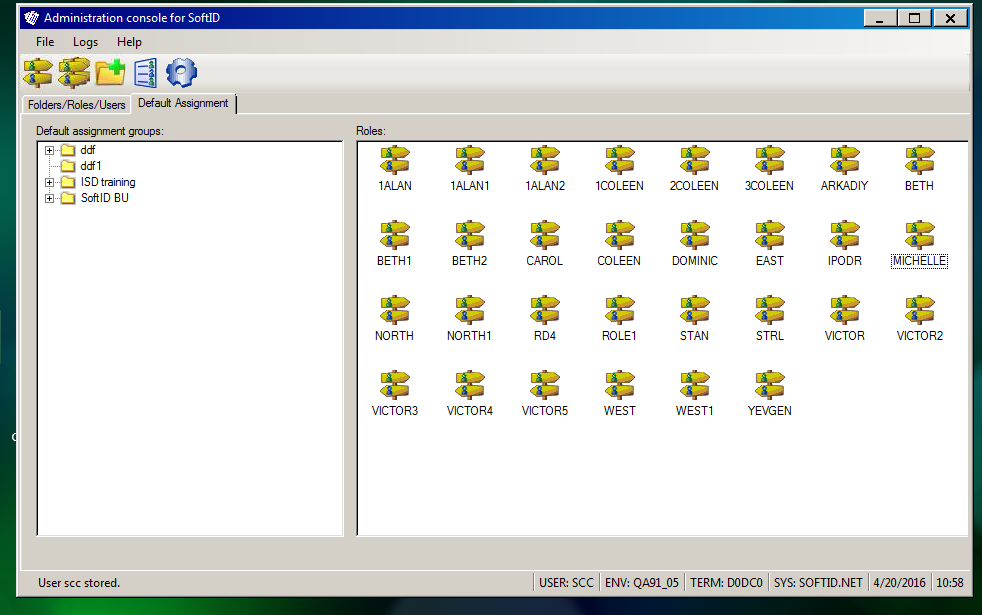 Administration console for SoftID
File Logs Help
Folders/Roles/Users Default Assignment
Default assignment groups:
ddf
ddf1
ISD training
SoftID BU
Roles:
1ALAN 1ALAN1 1ALAN2 1COLEEN 2COLEEN 3COLEEN ARKADIY BETH
BETH1 BETH2 CAROL COLEEN DOMINIC EAST IPODR MICHELLE
NORTH NORTH1 RD4 ROLE1 STAN STRL VICTOR VICTOR2
VICTOR3 VICTOR4 VICTOR5 WEST WEST1 YEVGEN
User scc stored. USER: SCC ENV: QA91_05 TERM: D0DC0 SYS: SOFTID.NET 4/20/2016 10:58